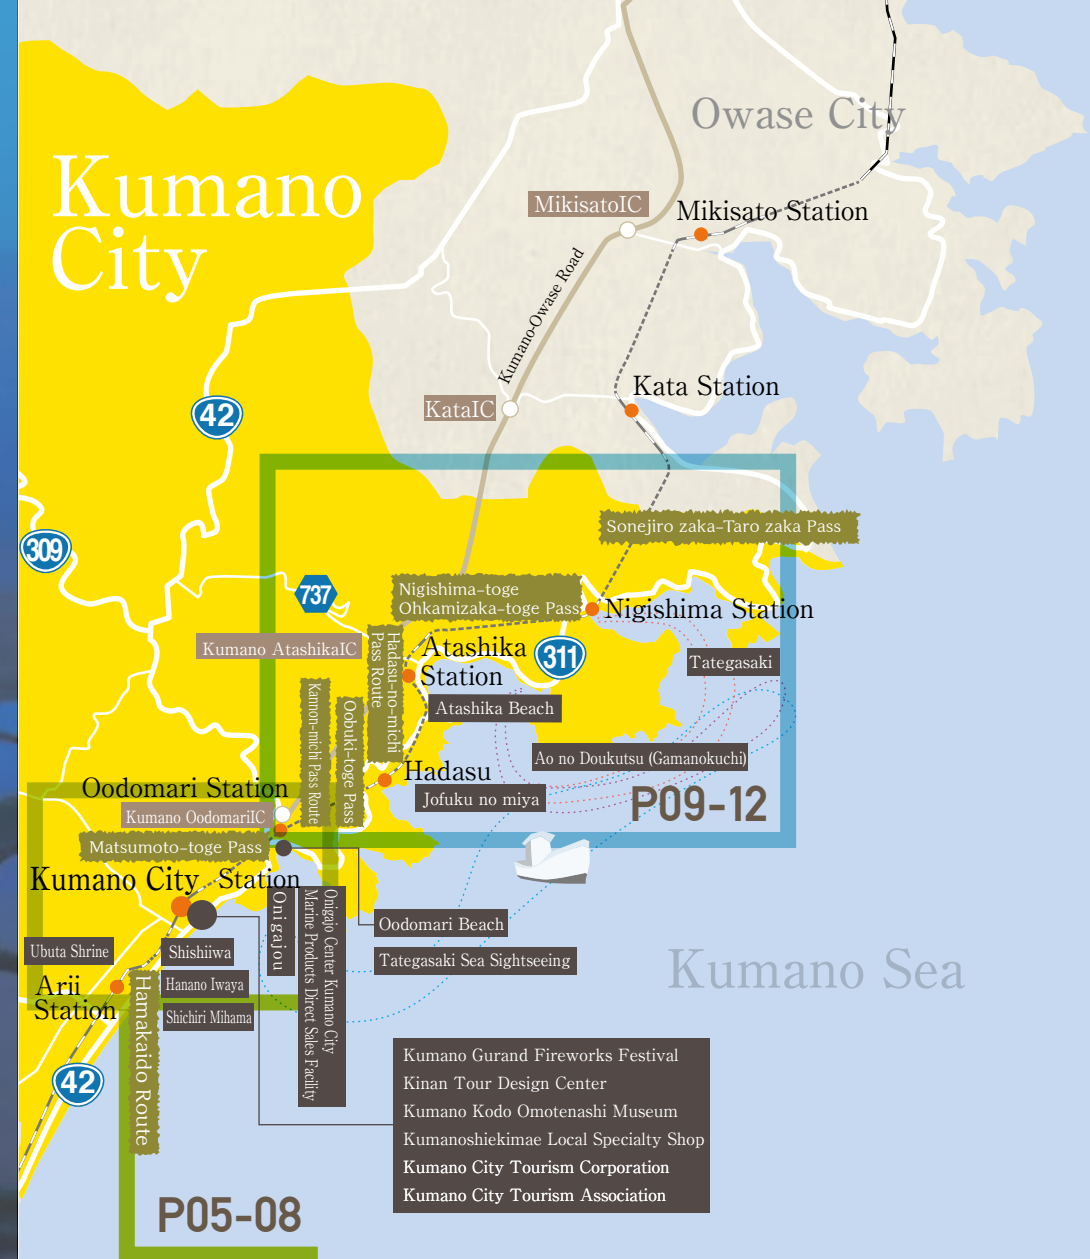 Owase City
Kumano
City
MikisatoIC
Mikisato Station
Kumano-Owase Road
Kata Station
KataIC
42
309
Sonejiro zaka-Taro zaka Pass
737
Nigishima-toge
Ohkamizaka-toge Pass
Nigishima Station
Kumano AtashikaIC
Hadasu-no-michi
Pass Route
Atashika
Station
311
Tategasaki
Atashika Beach
Kannon-michi Pass Route
Oobuki-toge Pass
Ao no Doukutsu (Gamanokuchi)
Hadasu
Jofuku no miya
P09-12
Oodomari Station
Kumano OodomariIC
Matsumoto-toge Pass
Kumano City Station
Onigajou
Onigajo Center Kumano City
Marine Products Direct Sales Facility
Oodomari Beach
Ubuta Shrine
Shishiiwa
Tategasaki Sea Sightseeing
Kumano Sea
Arii
Station
Hanano Iwaya
Shichiri Mihama
Hamakaido Route
42
Kumano Gurand Fireworks Festival
Kinan Tour Design Center
Kumano Kodo Omotenashi Museum
Kumanoshiekimae Local Specialty Shop
Kumano City Tourism Corporation
Kumano City Tourism Association
P05-08